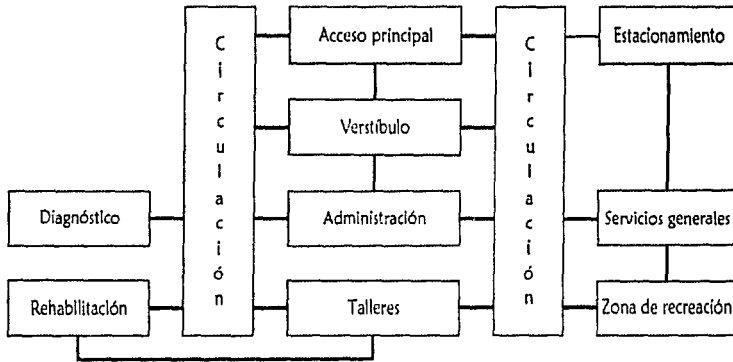 Circulación
Acceso principal
Circulación
Estacionamiento
Verstíbulo
Diagnóstico
Administración
Servicios generales
Rehabilitación
Talleres
Zona de recreación